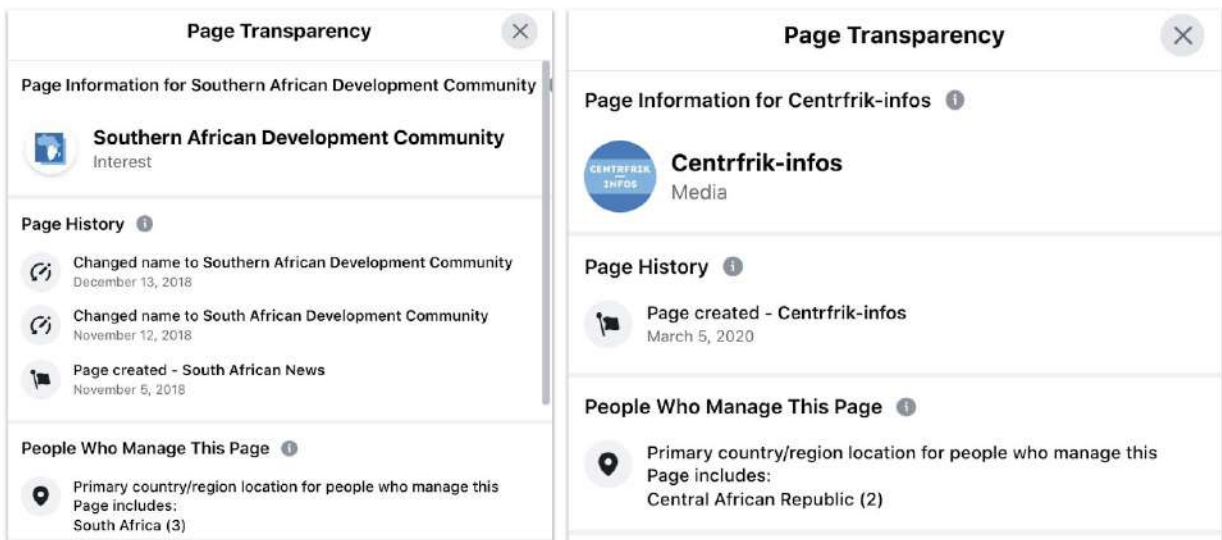 Page Transparency
Page Information for Southern African Development Community
Southern African Development Community
Interest
Page History
Changed name to Southern African Development Community
December 13, 2018
Changed name to South African Development Community
November 12, 2018
Page created - South African News
November 5, 2018
People Who Manage This Page
Primary country/region location for people who manage this
Page includes:
South Africa (3)
Page Transparency
Page Information for Centrfrik-infos
CENTRFRIK
INFOS
Centrfrik-infos
Media
Page History
Page created - Centrfrik-infos
March 5, 2020
People Who Manage This Page
Primary country/region location for people who manage this
Page includes:
Central African Republic (2)